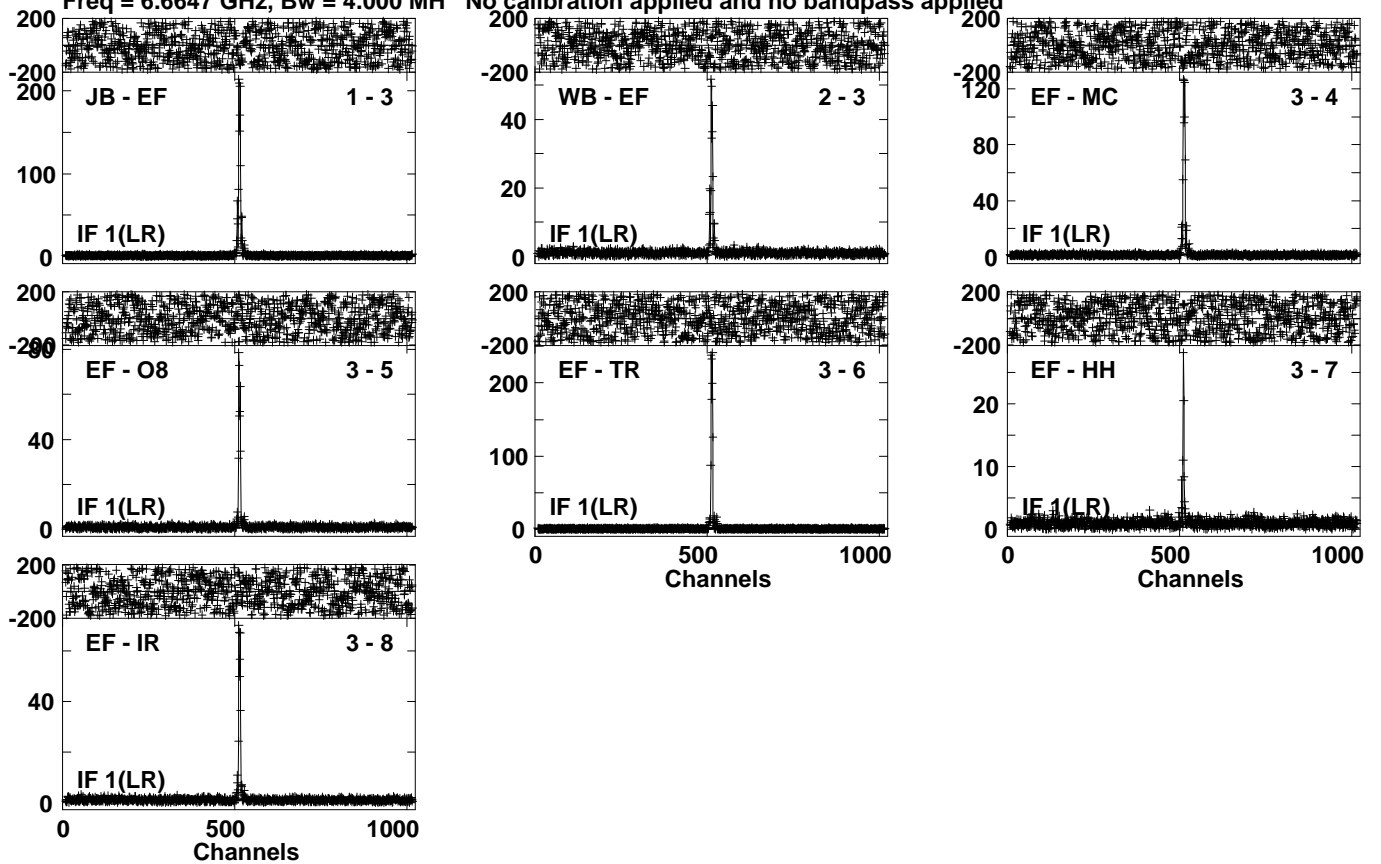 Freq = 6.6647 GHz, Bw = 4.000 MH No calibration applied and no bandpass applied
200
-200
200
100
0
JB - EF 1 - 3
IF 1(LR)
200
-200
40
20
0
WB - EF 2 - 3
IF 1(LR)
200
-200
120
80
40
0
EF - MC 3 - 4
IF 1(LR)
200
-200
80
40
0
EF - O8 3 - 5
IF 1(LR)
200
-200
200
100
0
EF - TR 3 - 6
IF 1(LR)
0 500 1000
Channels
200
-200
20
10
0
EF - HH 3 - 7
IF 1(LR)
0 500 1000
Channels
200
-200
40
0
EF - IR 3 - 8
IF 1(LR)
0 500 1000
Channels